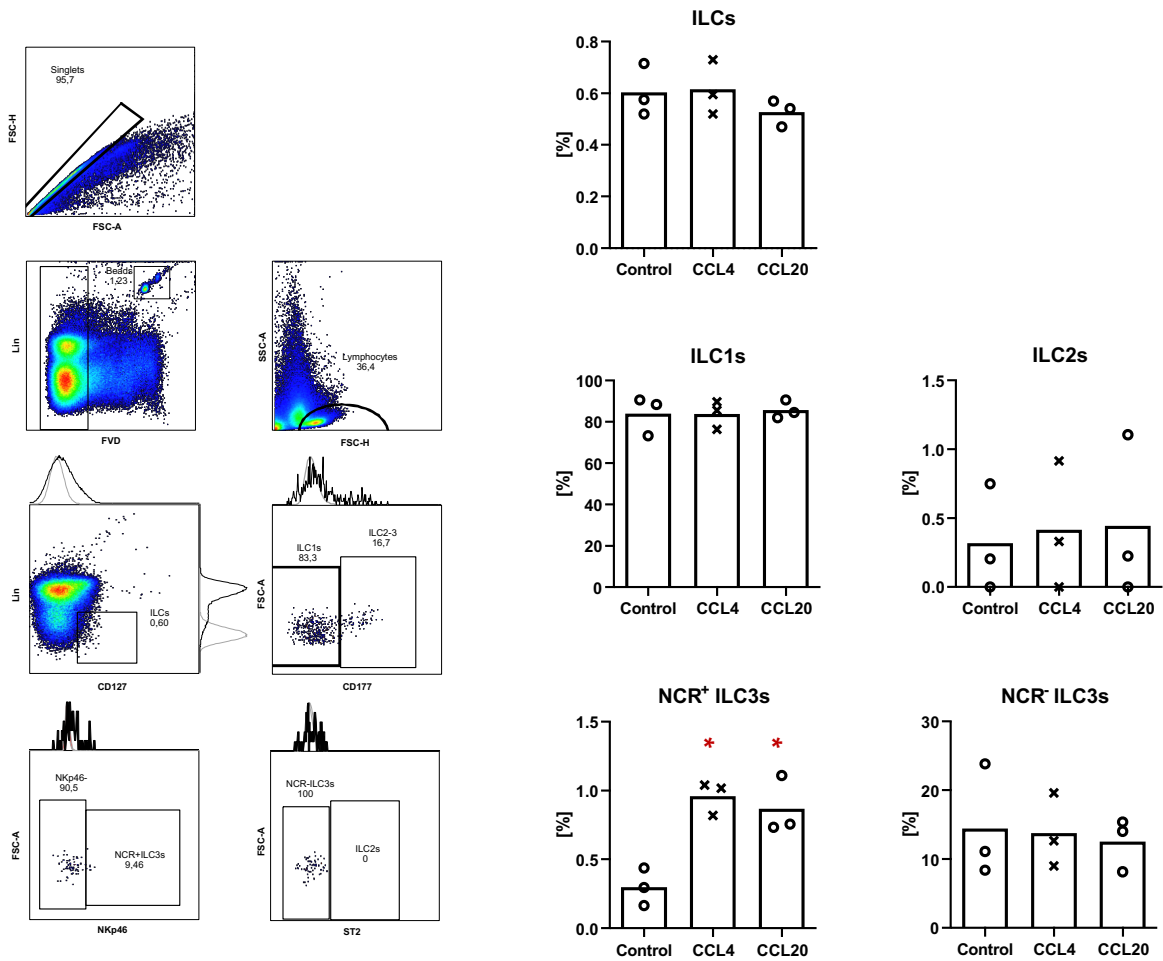 Singlets
95,7
FSC-H
FSC-A
Beads
1,23
Lin
FVD
Lymphocytes
36,4
SSC-A
FSC-H
ILCs
0,60
Lin
CD127
ILC1s
83,3
ILC2-3
16,7
FSC-A
CD177
NKp46-
90,5
NCR+ILC3s
9,46
FSC-A
NKp46
NCR-ILC3s
100
ILC2s
0
FSC-A
ST2
ILCs
[%]
0.8
0.6
0.4
0.2
0.0
Control CCL4 CCL20
ILC1s
[%]
100
80
60
40
20
0
Control CCL4 CCL20
ILC2s
[%]
1.5
1.0
0.5
0.0
Control CCL4 CCL20
NCR⁺ ILC3s
[%]
1.5
1.0
0.5
0.0
* *
Control CCL4 CCL20
NCR⁻ ILC3s
[%]
30
20
10
0
Control CCL4 CCL20